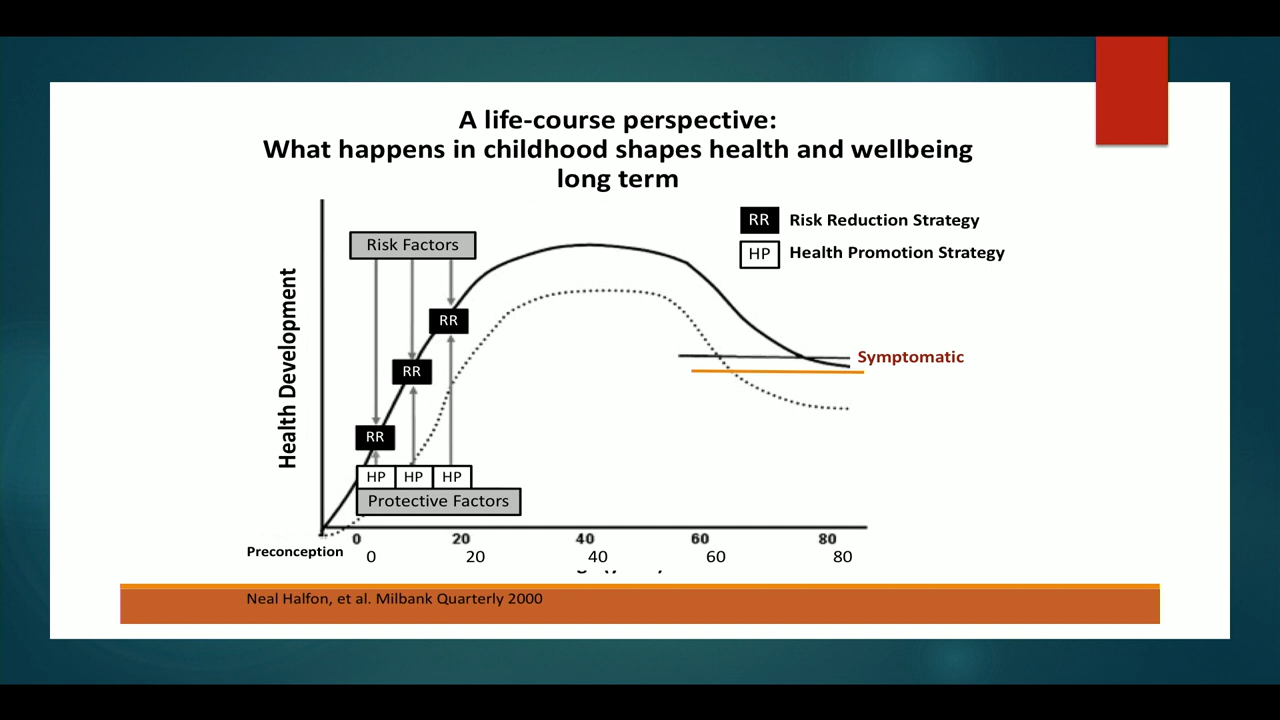 A life-course perspective:
What happens in childhood shapes health and wellbeing
long term
RR Risk Reduction Strategy
HP Health Promotion Strategy
Risk Factors
Health Development
RR
RR
RR
Symptomatic
HP HP HP
Protective Factors
0 20 40 60 80
Preconception
0 20 40 60 80
Neal Halfon, et al. Milbank Quarterly 2000